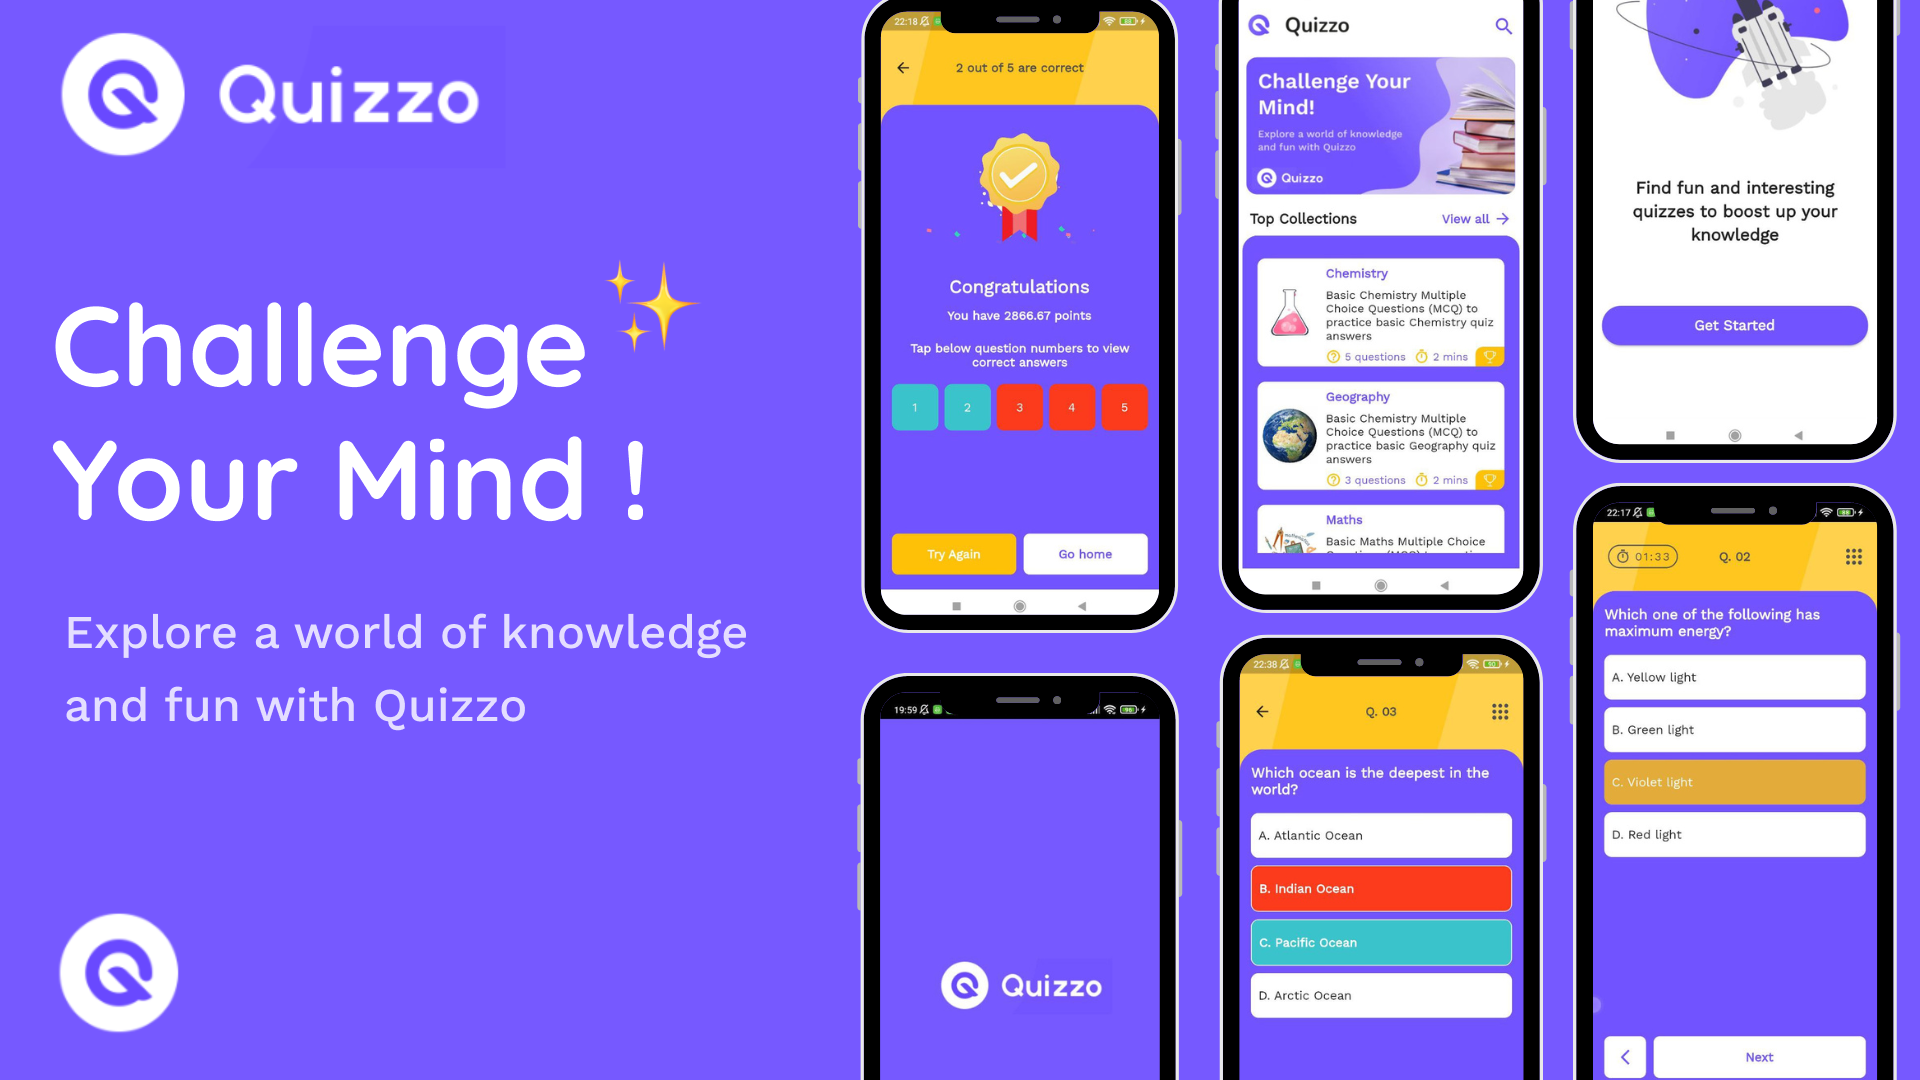 Quizzo
Challenge
Your Mind !
Explore a world of knowledge
and fun with Quizzo
22:18
2 out of 5 are correct
Congratulations
You have 2866.67 points
Tap below question numbers to view
correct answers
1 2 3 4 5
Try Again
Go home
19:59
Quizzo
Quizzo
Challenge Your
Mind!
Explore a world of knowledge
and fun with Quizzo
Quizzo
Top Collections
View all
Chemistry
Basic Chemistry Multiple
Choice Questions (MCQ) to
practice basic Chemistry quiz
answers
5 questions
2 mins
Geography
Basic Chemistry Multiple
Choice Questions (MCQ) to
practice basic Geography quiz
answers
3 questions
2 mins
Maths
Basic Maths Multiple Choice
22:38
Q. 03
Which ocean is the deepest in the
world?
A. Atlantic Ocean
B. Indian Ocean
C. Pacific Ocean
D. Arctic Ocean
Find fun and interesting
quizzes to boost up your
knowledge
Get Started
22:17
01:33
Q. 02
Which one of the following has
maximum energy?
A. Yellow light
B. Green light
C. Violet light
D. Red light
Next